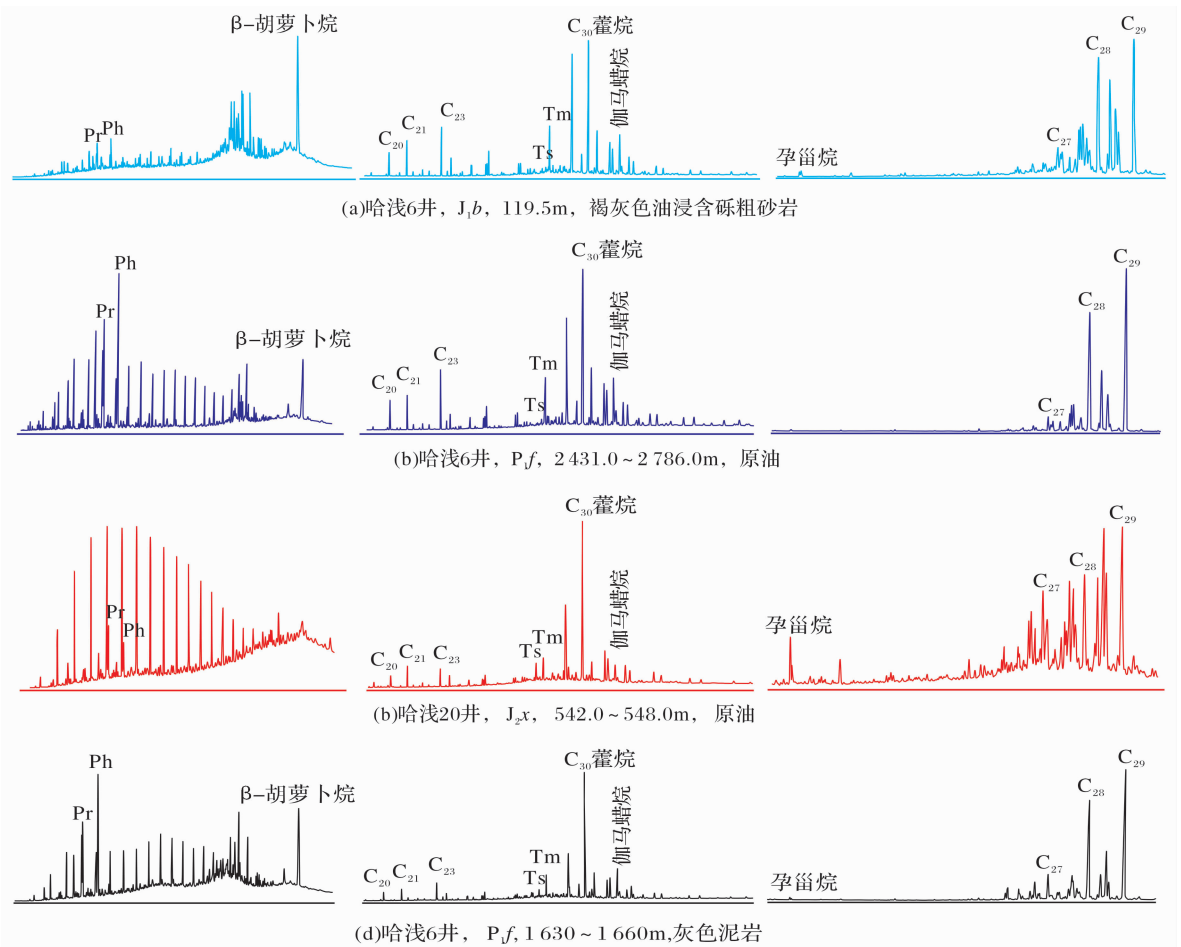 β-胡萝卜烷
Pr Ph
C₂₀ C₂₁ C₂₃ Ts Tm C₃₀藿烷 伽马蜡烷
孕甾烷 C₂₇ C₂₈ C₂₉
(a)哈浅6井，J₁b，119.5m，褐灰色油浸含砾粗砂岩
Pr Ph β-胡萝卜烷
C₂₀ C₂₁ C₂₃ Ts Tm C₃₀藿烷 伽马蜡烷
C₂₇ C₂₈ C₂₉
(b)哈浅6井，P₁f，2 431.0~2 786.0m，原油
Pr Ph
C₂₀ C₂₁ C₂₃ Ts Tm C₃₀藿烷 伽马蜡烷
孕甾烷 C₂₇ C₂₈ C₂₉
(b)哈浅20井，J₂x，542.0~548.0m，原油
Pr Ph β-胡萝卜烷
C₂₀ C₂₁ C₂₃ Ts Tm C₃₀藿烷 伽马蜡烷
孕甾烷 C₂₇ C₂₈ C₂₉
(d)哈浅6井，P₁f,1 630~1 660m,灰色泥岩